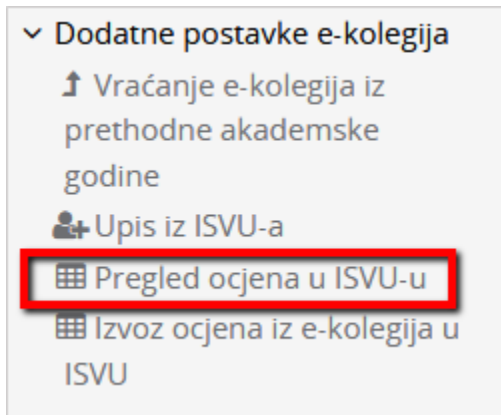 Dodatne postavke e-kolegija
Vraćanje e-kolegija iz
prethodne akademske
godine
Upis iz ISVU-a
Pregled ocjena u ISVU-u
Izvoz ocjena iz e-kolegija u
ISVU